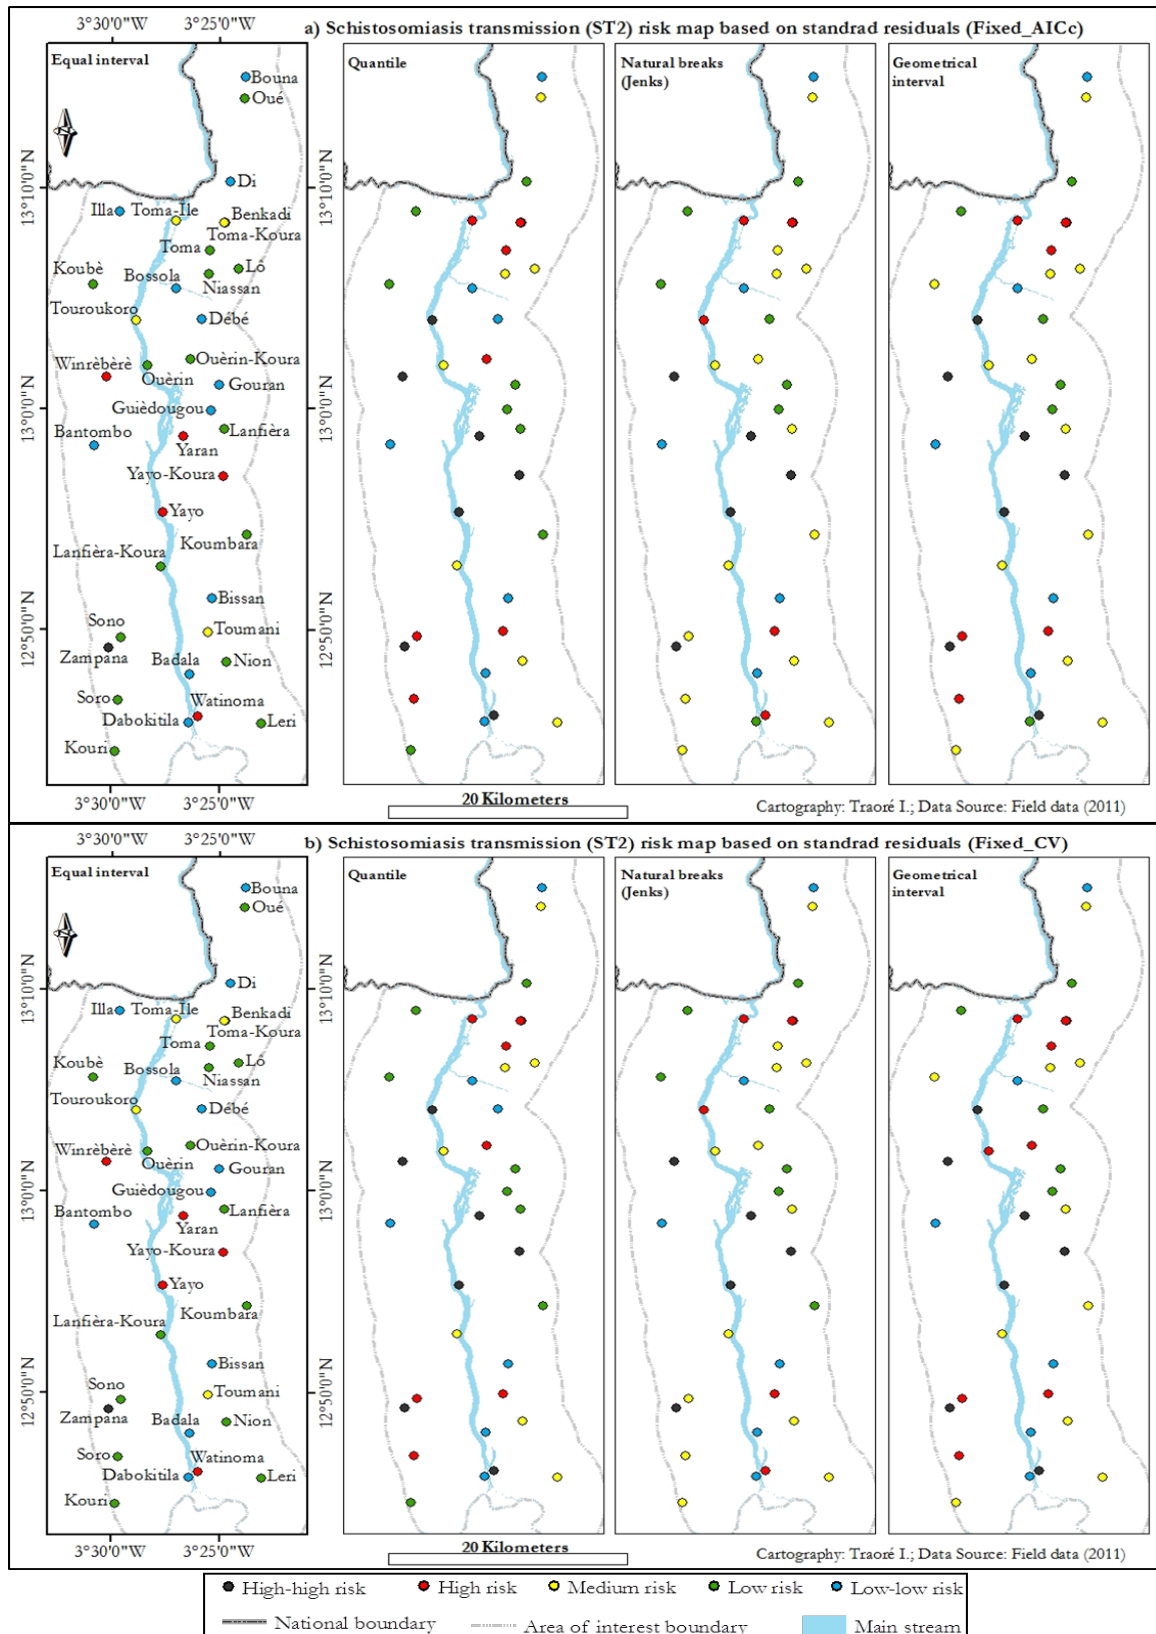 a) Schistosomiasis transmission (ST2) risk map based on standrad residuals (Fixed_AICc)
3°30'0"W 3°25'0"W
Equal interval
Quantile
Natural breaks
(Jenks)
Geometrical
interval
Bouna
Oué
13°10'0"N
Di
Illa Toma-Ile Benkadi
Toma-Koura
Toma
Koubè Bossola Lô
Niassan
Touroukoro Débé
Winrèbèrè Ouèrin-Koura
Ouèrin Gouran
13°0'0"N
Guièdougou
Bantombo Lanfièra
Yaran
Yayo-Koura
Yayo
Koumbara
Lanfièra-Koura
Bissan
12°50'0"N
Sono Toumani
Zampana Badala Nion
Soro Watinoma
Dabokitila Leri
Kouri
3°30'0"W 3°25'0"W
20 Kilometers
Cartography: Traoré I.; Data Source: Field data (2011)
b) Schistosomiasis transmission (ST2) risk map based on standrad residuals (Fixed_CV)
3°30'0"W 3°25'0"W
Equal interval
Quantile
Natural breaks
(Jenks)
Geometrical
interval
Bouna
Oué
13°10'0"N
Di
Illa Toma-Ile Benkadi
Toma-Koura
Toma
Koubè Bossola Lô
Niassan
Touroukoro Débé
Winrèbèrè Ouèrin-Koura
Ouèrin Gouran
13°0'0"N
Guièdougou
Bantombo Lanfièra
Yaran
Yayo-Koura
Yayo
Koumbara
Lanfièra-Koura
Bissan
12°50'0"N
Sono Toumani
Zampana Badala Nion
Soro Watinoma
Dabokitila Leri
Kouri
3°30'0"W 3°25'0"W
20 Kilometers
Cartography: Traoré I.; Data Source: Field data (2011)
High-high risk High risk Medium risk Low risk Low-low risk
National boundary Area of interest boundary Main stream